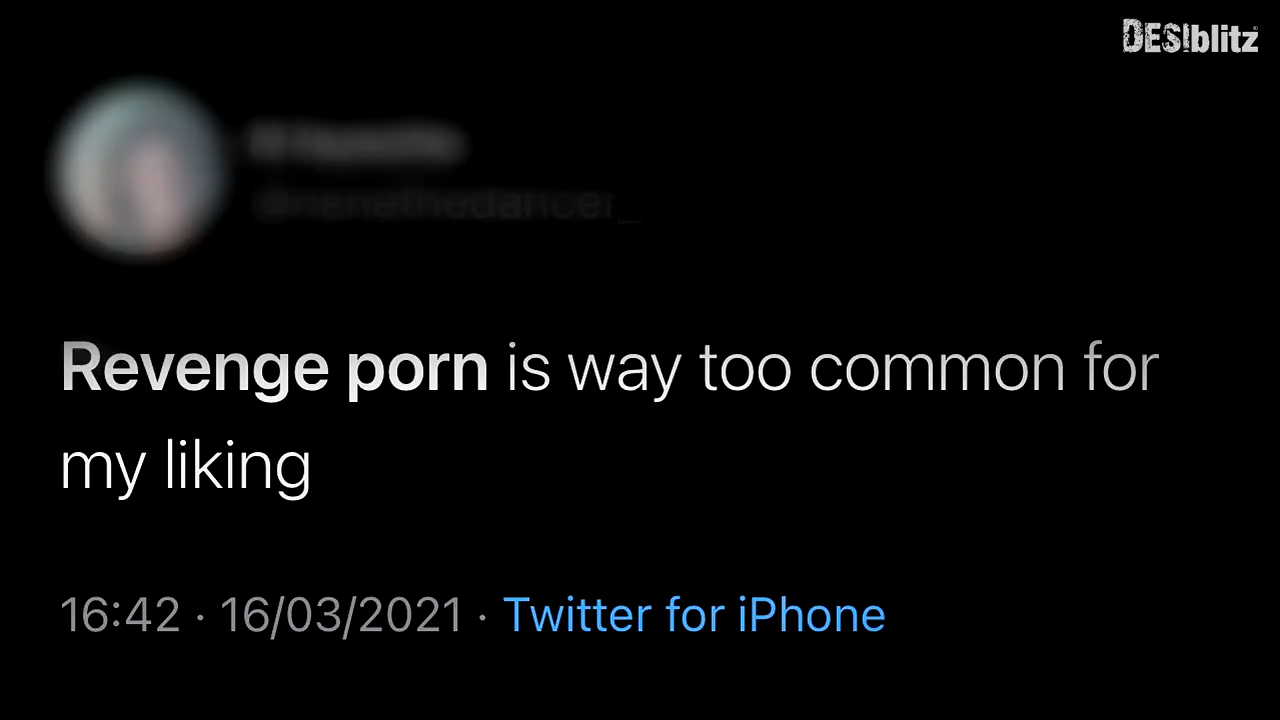 DESIblitz
Revenge porn is way too common for
my liking
16:42 · 16/03/2021 · Twitter for iPhone